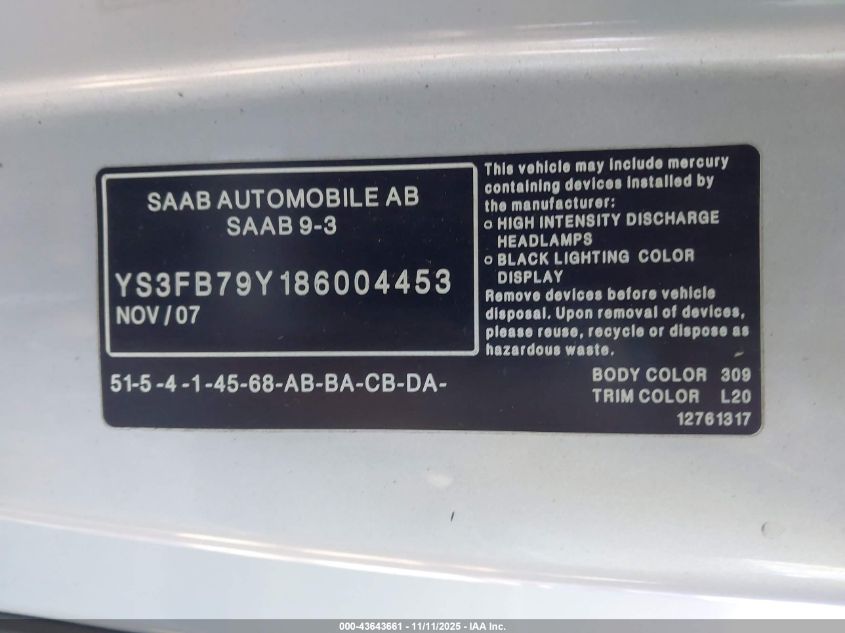 SAAB AUTOMOBILE AB
SAAB 9-3
YS3FB79Y186004453
NOV / 07
51-5-4-1-45-68-AB-BA-CB-DA-
This vehicle may include mercury
containing devices installed by
the manufacturer:
o HIGH INTENSITY DISCHARGE
HEADLAMPS
o BLACK LIGHTING COLOR
DISPLAY
Remove devices before vehicle
disposal. Upon removal of devices,
please reuse, recycle or dispose as
hazardous waste.
BODY COLOR 309
TRIM COLOR L20
12761317
000-43643661 - 11/11/2025 - IAA Inc.